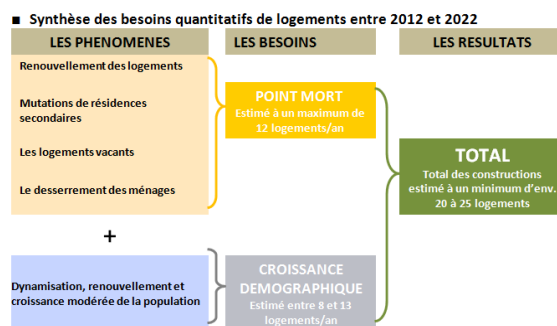 ■ Synthèse des besoins quantitatifs de logements entre 2012 et 2022
LES PHENOMENES
LES BESOINS
LES RESULTATS
Renouvellement des logements
Mutations de résidences
secondaires
Les logements vacants
Le desserrement des ménages
POINT MORT
Estimé à un maximum de
12 logements/an
TOTAL
Total des constructions
estimé à un minimum d'env.
20 à 25 logements
+
Dynamisation, renouvellement et
croissance modérée de la population
CROISSANCE
DEMOGRAPHIQUE
Estimé entre 8 et 13
logements/an